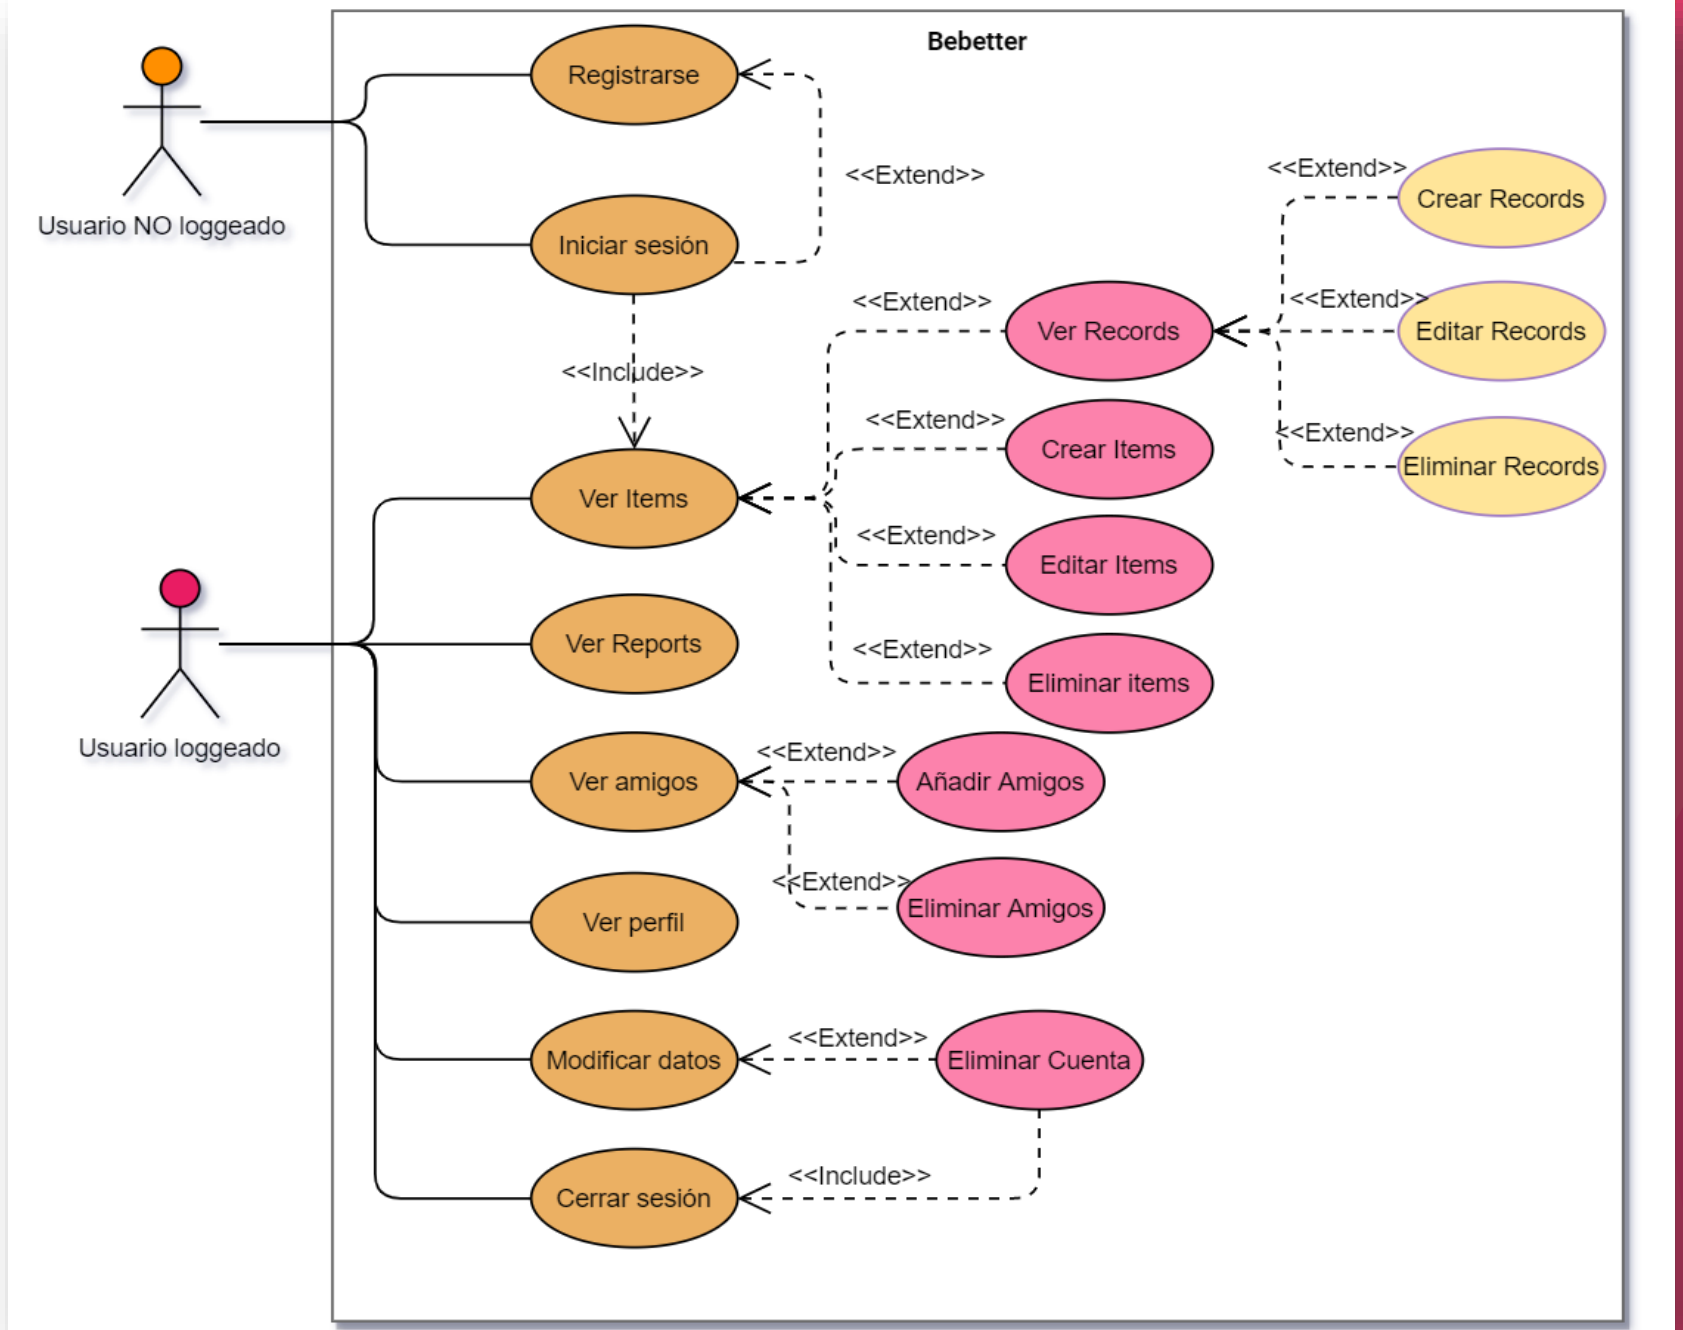 Bebetter
Registrarse
<<Extend>>
Usuario NO loggeado
Iniciar sesión
<<Extend>>
Crear Records
<<Extend>>
<<Extend>>
Ver Records
Editar Records
<<Include>>
<<Extend>>
Crear Items
<<Extend>>
Eliminar Records
Ver Items
<<Extend>>
Editar Items
Ver Reports
<<Extend>>
Eliminar items
Usuario loggeado
<<Extend>>
Ver amigos
Añadir Amigos
<<Extend>>
Eliminar Amigos
Ver perfil
<<Extend>>
Modificar datos
Eliminar Cuenta
<<Include>>
Cerrar sesión